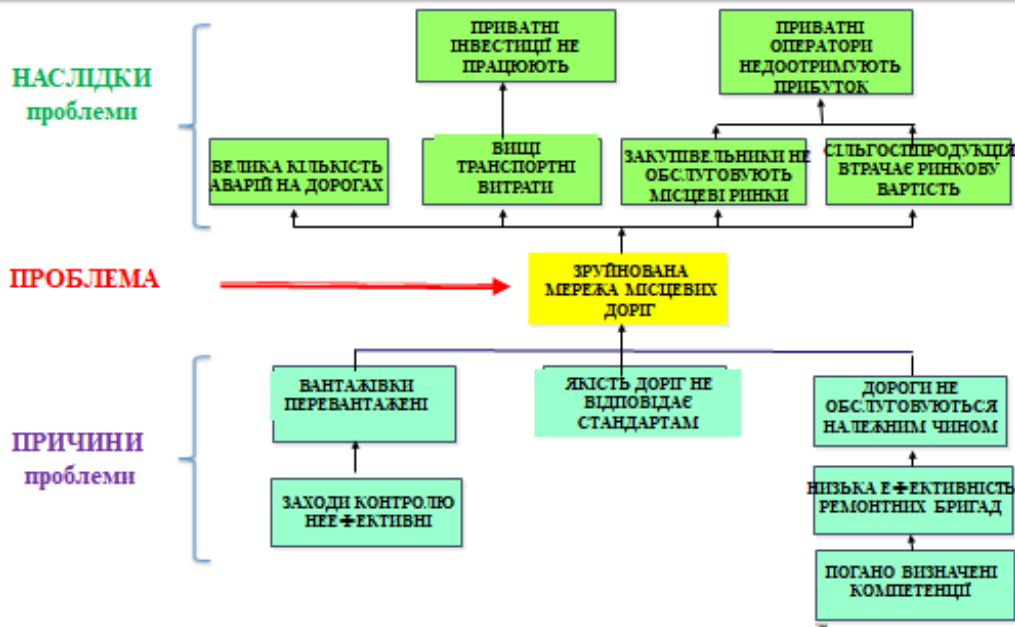 ПРИВАТНІ
ІНВЕСТИЦІЇ НЕ
ПРАЦЮЮТЬ
ПРИВАТНІ
ОПЕРАТОРИ
НЕДООТРИМУЮТЬ
ПРИБУТОК
НАСЛІДКИ
проблеми
ВЕЛИКА КІЛЬКІСТЬ
АВАРІЙ НА ДОРОГАХ
ВИЩІ
ТРАНСПОРТНІ
ВИТРАТИ
ЗАКУПІВЕЛЬНИКИ НЕ
ОБСЛУГОВУЮТЬ
МІСЦЕВІ РИНКИ
СІЛЬГОСППРОДУКЦІЯ
ВТРАЧАЄ РИНКОВУ
ВАРТІСТЬ
ПРОБЛЕМА
ЗРУЙНОВАНА
МЕРЕЖА МІСЦЕВИХ
ДОРІГ
ПРИЧИНИ
проблеми
ВАНТАЖІВКИ
ПЕРЕВАНТАЖЕНІ
ЯКІСТЬ ДОРІГ НЕ
ВІДПОВІДАЄ
СТАНДАРТАМ
ДОРОГИ НЕ
ОБСЛУГОВУЮТЬСЯ
НАЛЕЖНИМ ЧИНОМ
ЗАХОДИ КОНТРОЛЮ
НЕЕФЕКТИВНІ
НИЗЬКА ЕФЕКТИВНІСТЬ
РЕМОНТНИХ БРИГАД
ПОГАНО ВИЗНАЧЕНІ
КОМПЕТЕНЦІЇ